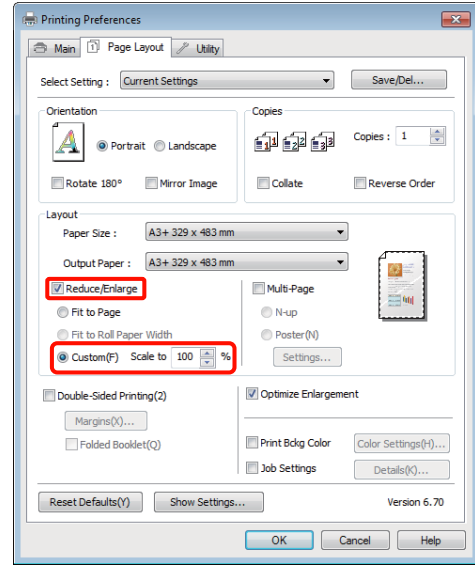 Printing Preferences
Main Page Layout Utility
Select Setting : Current Settings Save/Del...
Orientation
Portrait Landscape
Rotate 180° Mirror Image
Copies
Copies : 1
Collate Reverse Order
Layout
Paper Size : A3+ 329 x 483 mm
Output Paper : A3+ 329 x 483 mm
Reduce/Enlarge
Fit to Page
Fit to Roll Paper Width
Custom(F) Scale to 100 %
Multi-Page
N-up
Poster(N)
Settings...
Double-Sided Printing(2)
Margins(X)...
Folded Booklet(Q)
Optimize Enlargement
Print Bckg Color Color Settings(H)...
Job Settings Details(K)...
Reset Defaults(Y) Show Settings... Version 6.70
OK Cancel Help